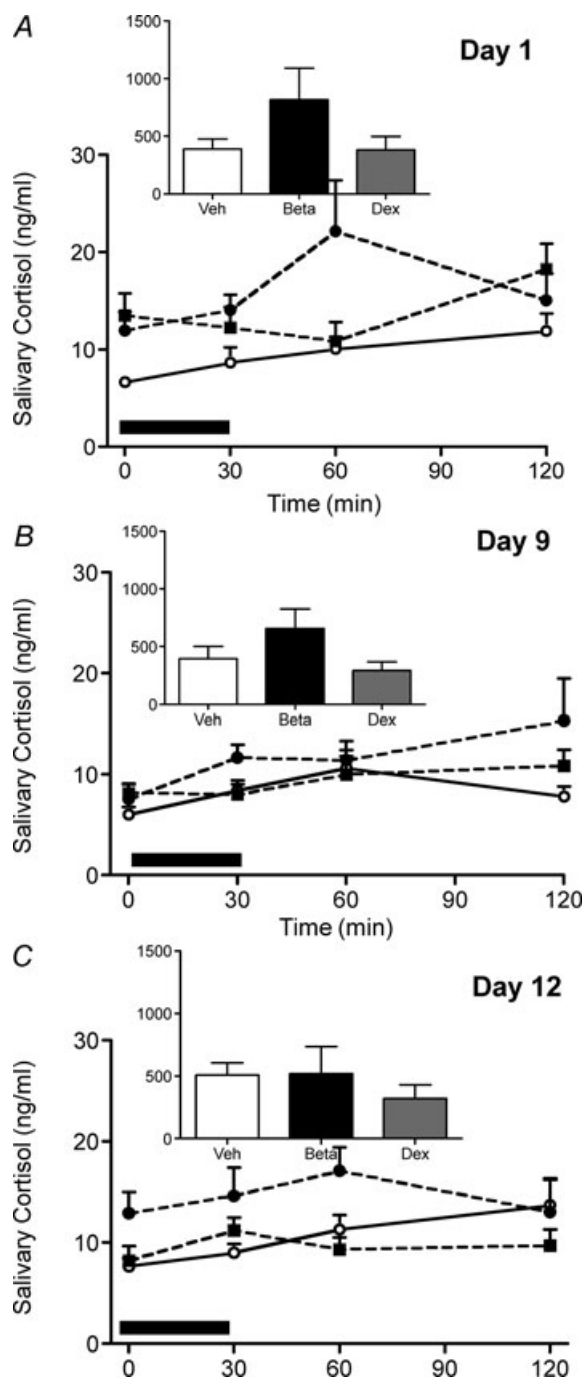 A
Day 1
1500
1000
500
0
Veh Beta Dex
Salivary Cortisol (ng/ml)
30
20
10
0
0 30 60 90 120
Time (min)
B
Day 9
1500
1000
500
0
Veh Beta Dex
Salivary Cortisol (ng/ml)
30
20
10
0
0 30 60 90 120
Time (min)
C
Day 12
1500
1000
500
0
Veh Beta Dex
Salivary Cortisol (ng/ml)
30
20
10
0
0 30 60 90 120